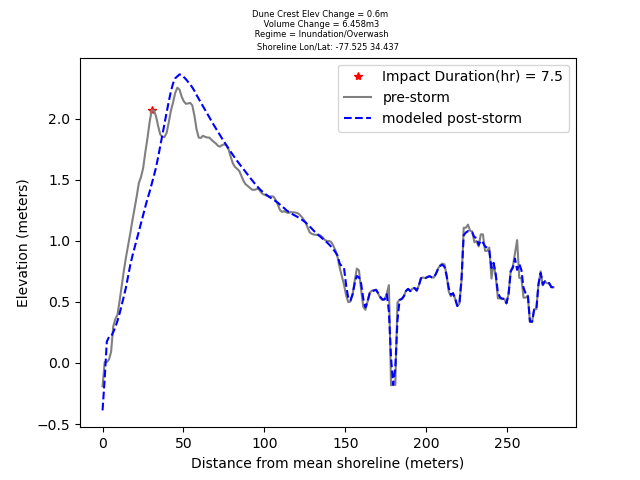 Dune Crest Elev Change = 0.6m
Volume Change = 6.458m3
Regime = Inundation/Overwash
Shoreline Lon/Lat: -77.525 34.437
Impact Duration(hr) = 7.5
pre-storm
modeled post-storm
Elevation (meters)
2.0
1.5
1.0
0.5
0.0
−0.5
0 50 100 150 200 250
Distance from mean shoreline (meters)